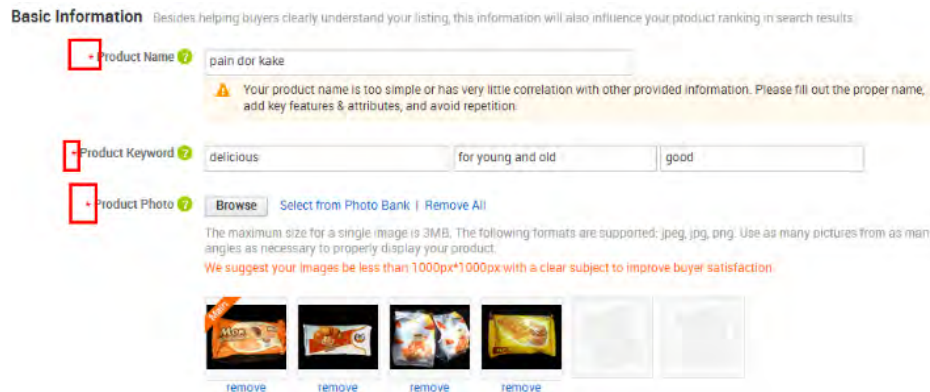 Basic Information Besides helping buyers clearly understand your listing, this information will also influence your product ranking in search results.
* Product Name ? pain dor kake
Your product name is too simple or has very little correlation with other provided information. Please fill out the proper name,
add key features & attributes, and avoid repetition.
* Product Keyword ? delicious for young and old good
* Product Photo ? Browse Select from Photo Bank | Remove All
The maximum size for a single image is 3MB. The following formats are supported: jpeg, jpg, png. Use as many pictures from as man
angles as necessary to properly display your product.
We suggest your images be less than 1000px*1000px with a clear subject to improve buyer satisfaction
Main
remove remove remove remove